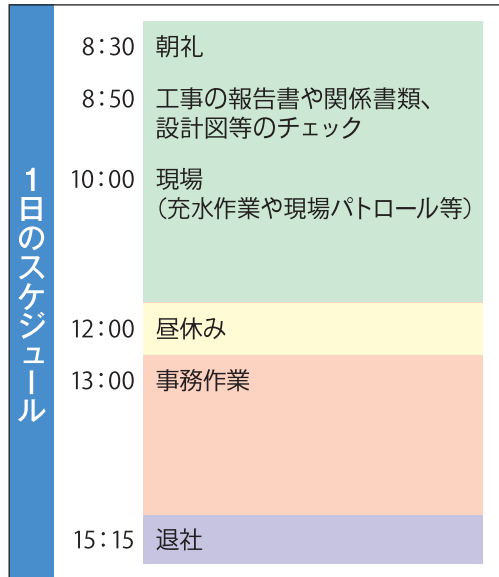 1日のスケジュール
8:30 朝礼
8:50 工事の報告書や関係書類、
設計図等のチェック
10:00 現場
（充水作業や現場パトロール等）
12:00 昼休み
13:00 事務作業
15:15 退社